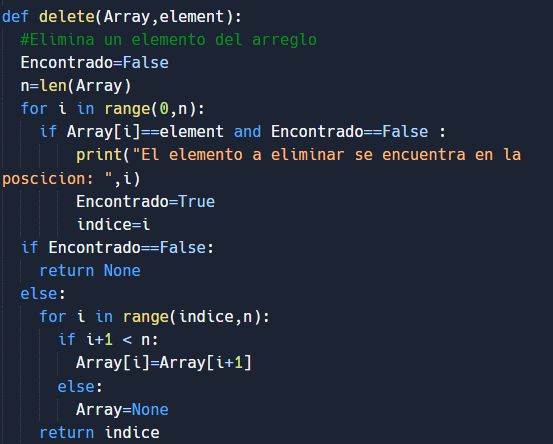 def delete(Array,element):
  #Elimina un elemento del arreglo
  Encontrado=False
  n=len(Array)
  for i in range(0,n):
    if Array[i]==element and Encontrado==False :
        print("El elemento a eliminar se encuentra en la
poscicion: ",i)
        Encontrado=True
        indice=i
  if Encontrado==False:
    return None
  else:
    for i in range(indice,n):
      if i+1 < n:
        Array[i]=Array[i+1]
      else:
        Array=None
    return indice